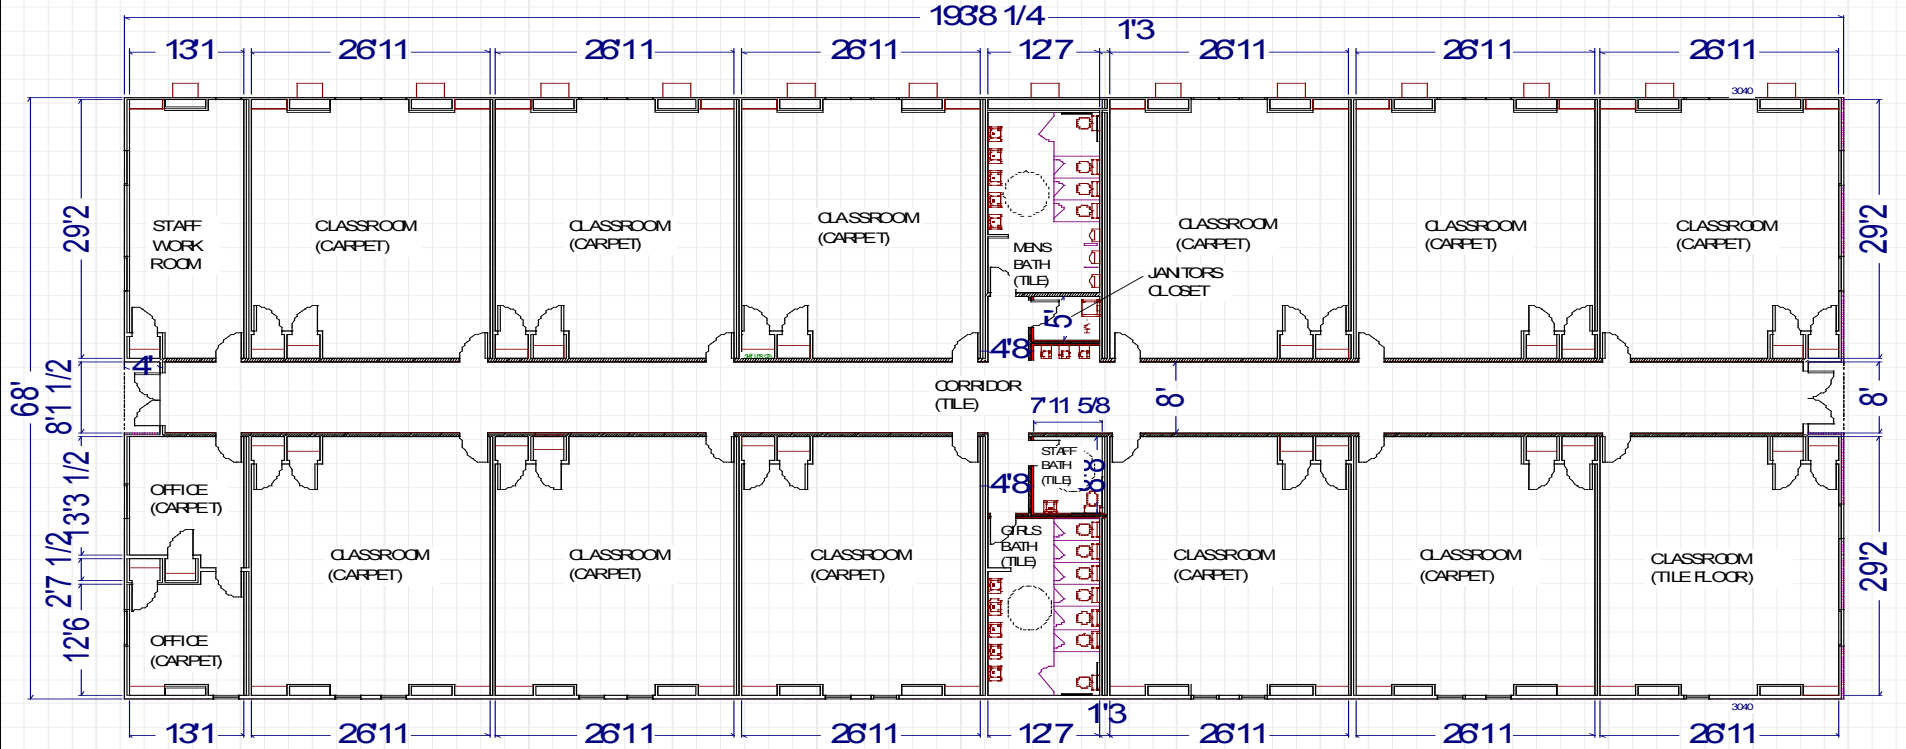 193'8 1/4
1'3
13'1
26'11
26'11
26'11
12'7
26'11
26'11
26'11
3040
29'2
STAFF
WORK
ROOM
CLASSROOM
(CARPET)
CLASSROOM
(CARPET)
CLASSROOM
(CARPET)
MENS
BATH
(TILE)
CLASSROOM
(CARPET)
CLASSROOM
(CARPET)
CLASSROOM
(CARPET)
29'2
JANITORS
CLOSET
5'
WH
4'8
4'
68'
8'1 1/2
CORRIDOR
(TILE)
7'11 5/8
8'
8'
13'3 1/2
OFFICE
(CARPET)
4'8
STAFF
BATH
(TILE)
8'8
2'7 1/2
CLASSROOM
(CARPET)
CLASSROOM
(CARPET)
CLASSROOM
(CARPET)
GIRLS
BATH
(TILE)
CLASSROOM
(CARPET)
CLASSROOM
(CARPET)
CLASSROOM
(TILE FLOOR)
29'2
12'6
OFFICE
(CARPET)
3040
1'3
13'1
26'11
26'11
26'11
12'7
26'11
26'11
26'11